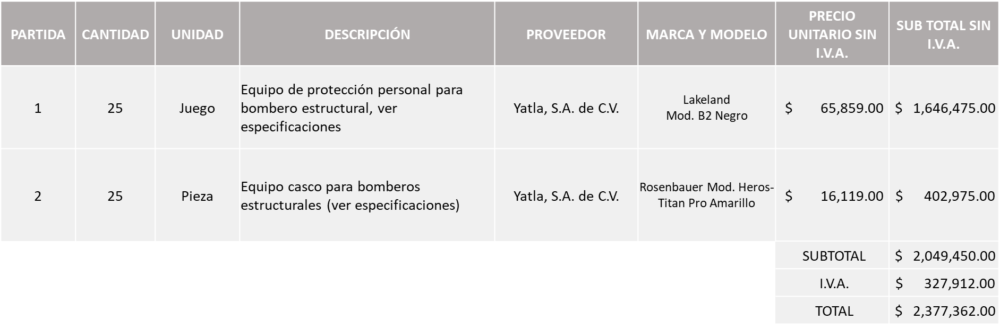 PARTIDA CANTIDAD UNIDAD DESCRIPCIÓN PROVEEDOR MARCA Y MODELO
PRECIO
UNITARIO SIN
I.V.A.
SUB TOTAL SIN
I.V.A.
1 25 Juego
Equipo de protección personal para
bombero estructural, ver
especificaciones
Yatla, S.A. de C.V.
Lakeland
Mod. B2 Negro
$ 65,859.00 $ 1,646,475.00
2 25 Pieza
Equipo casco para bomberos
estructurales (ver especificaciones)
Yatla, S.A. de C.V.
Rosenbauer Mod. Heros-
Titan Pro Amarillo
$ 16,119.00 $ 402,975.00
SUBTOTAL $ 2,049,450.00
I.V.A. $ 327,912.00
TOTAL $ 2,377,362.00